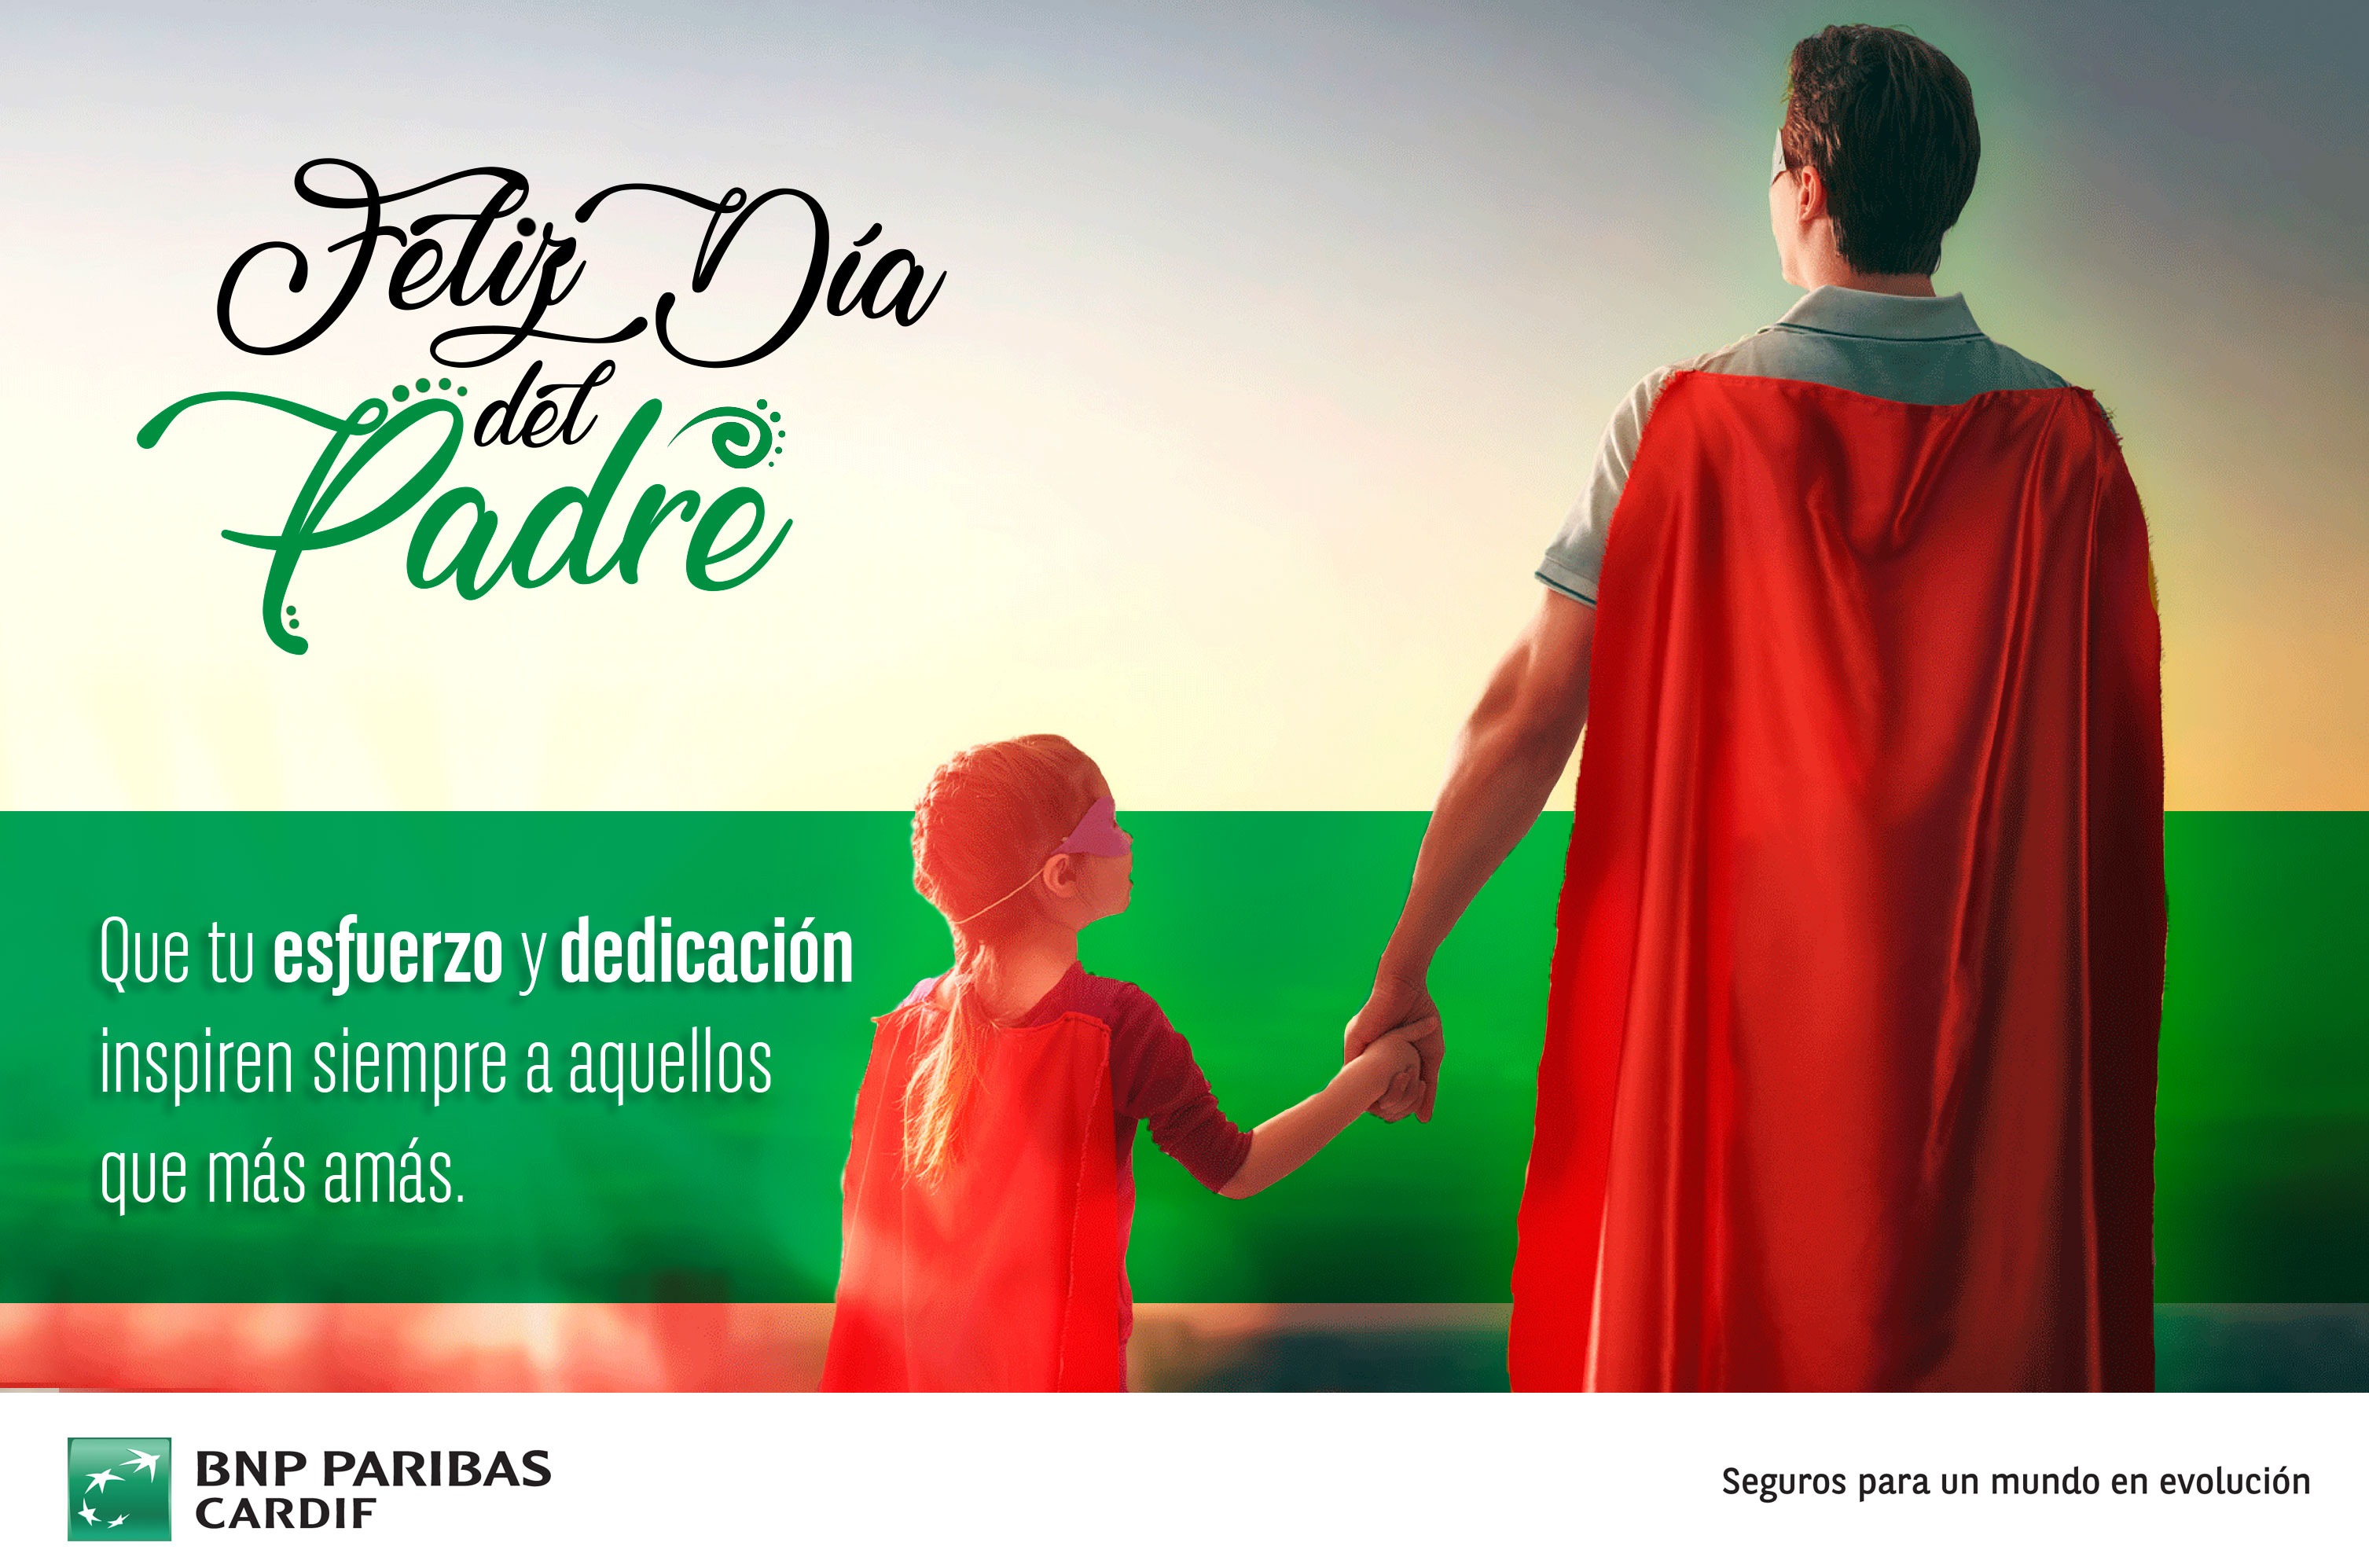 Feliz Día
del
Padre
Que tu esfuerzo y dedicación
inspiren siempre a aquellos
que más amás.
BNP PARIBAS
CARDIF
Seguros para un mundo en evolución